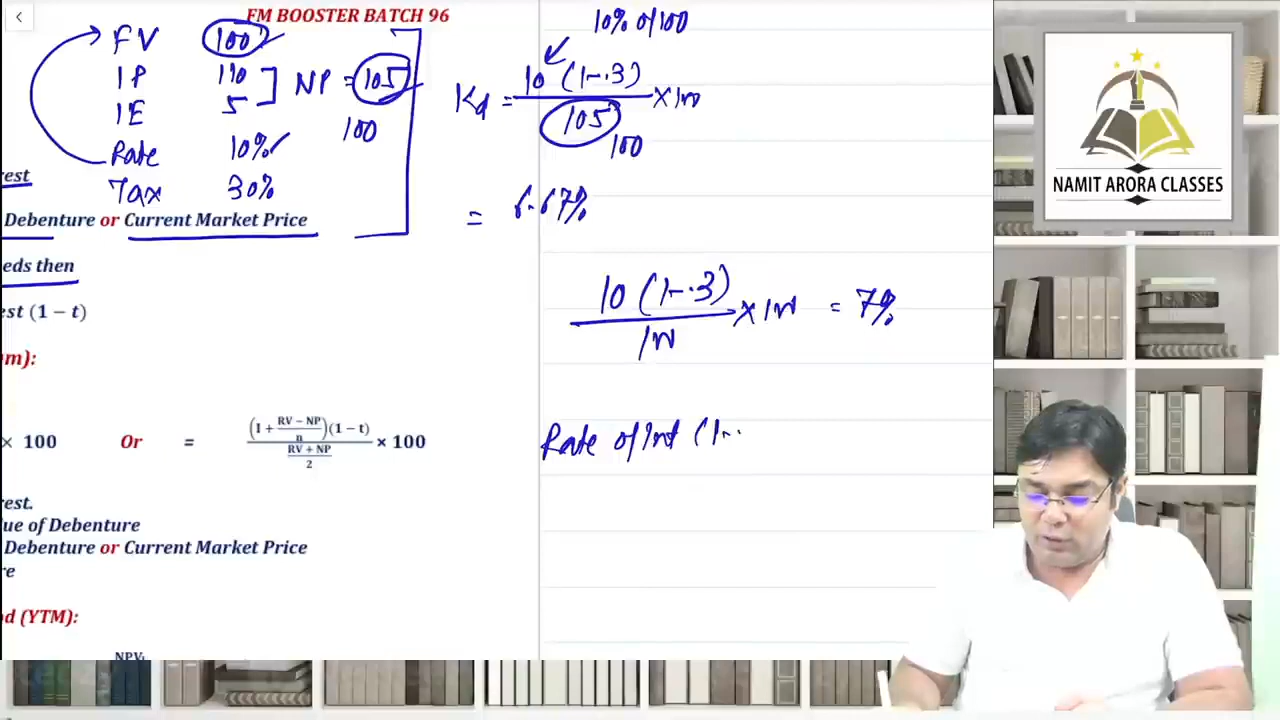 FM BOOSTER BATCH 96
FV 100
IP 110
IE 5
NP = 105
100
Rate 10%
Tax 30%
10% of 100
Kd = 10 (1-.3) / 105 × 100
100
= 6.67%
10 (1-.3) / 100 × 100 = 7%
Rate of Int (1-.
est
Debenture or Current Market Price
eds then
est (1 − t)
m):
× 100 Or = (I + RV − NP / n)(1 − t) / RV + NP / 2 × 100
est.
ue of Debenture
Debenture or Current Market Price
re
d (YTM):
NPV
NAMIT ARORA CLASSES